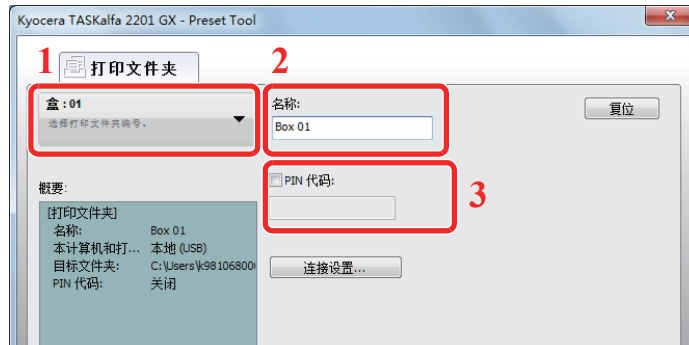 Kyocera TASKalfa 2201 GX - Preset Tool
1
打印文件夹
2
盒 : 01
选择打印文件夹编号。
名称:
Box 01
复位
PIN 代码:
3
概要:
[打印文件夹]
名称: Box 01
本计算机和打... 本地 (USB)
目标文件夹: C:\Users\k98106800
PIN 代码: 关闭
连接设置...